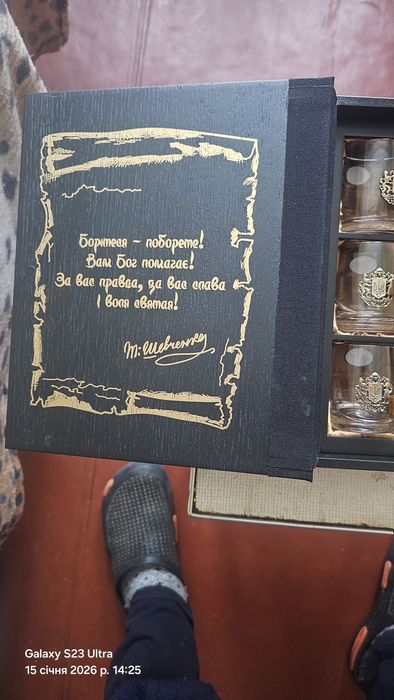 Борітеся – поборете!
Вам Бог помагає!
За вас правда, за вас слава
І воля святая!
Т. Шевченко
Galaxy S23 Ultra
15 січня 2026 р. 14:25